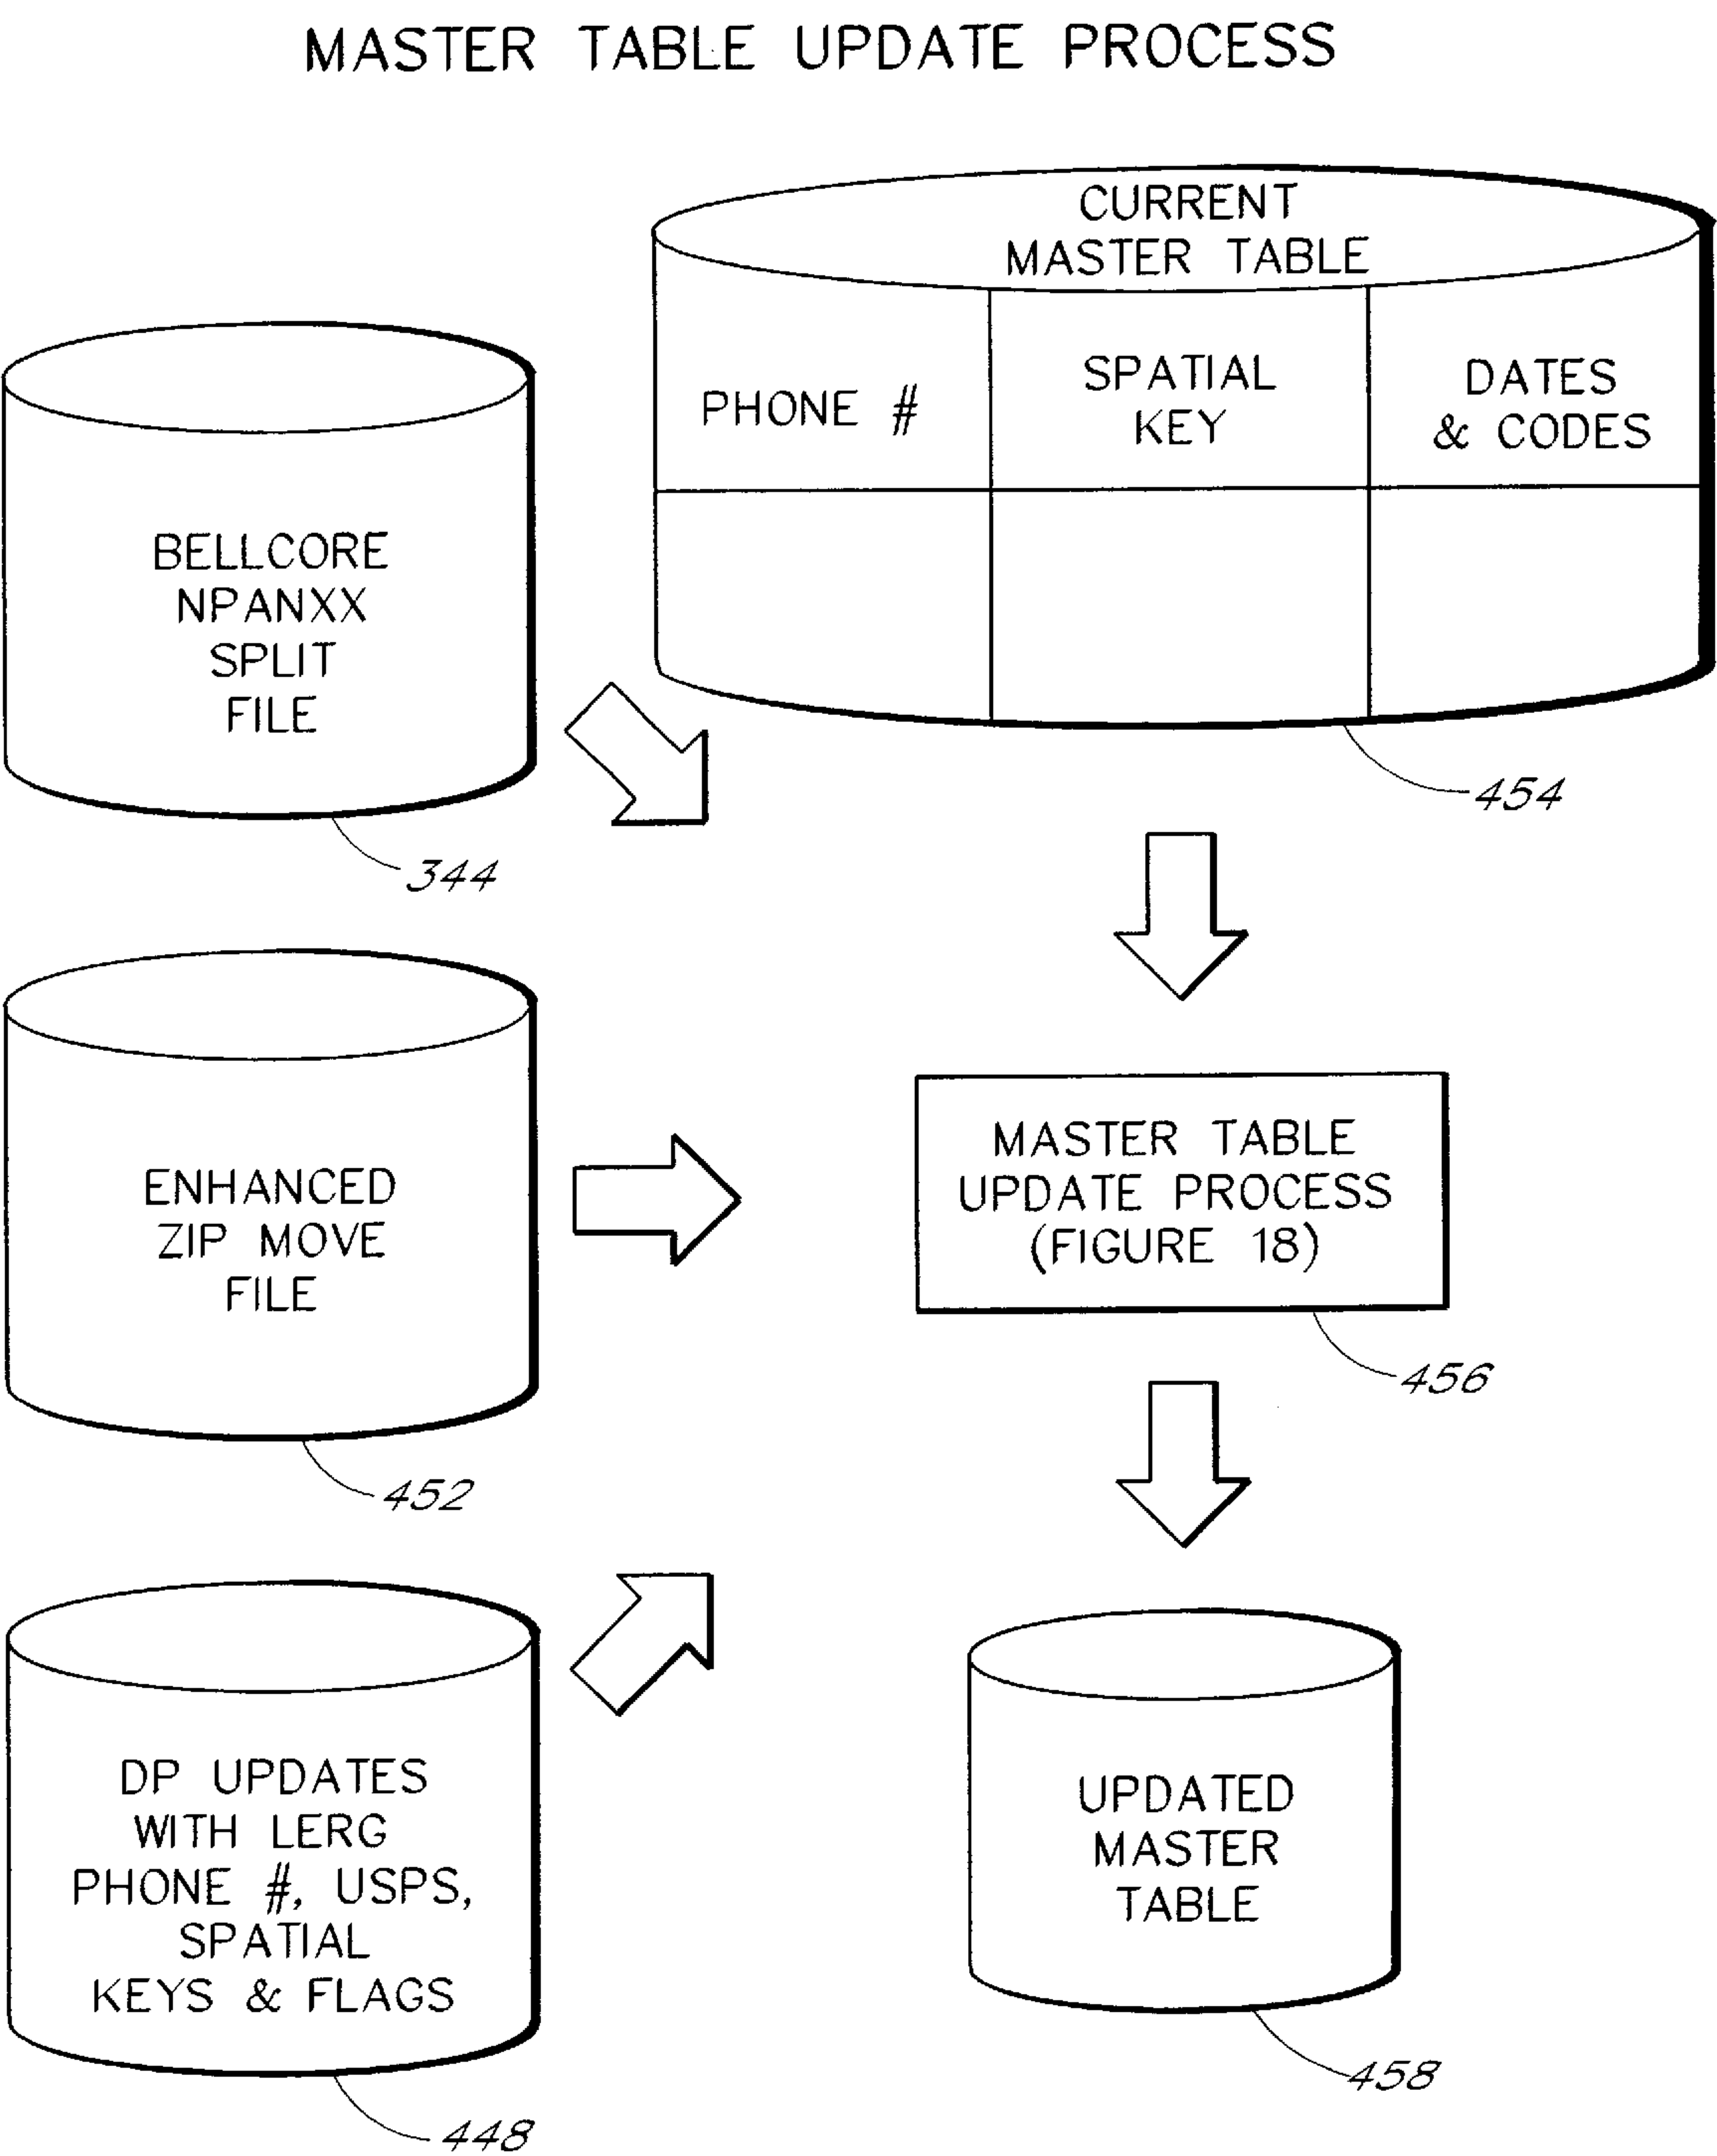 MASTER TABLE UPDATE PROCESS
CURRENT
MASTER TABLE
PHONE #
SPATIAL
KEY
DATES
& CODES
454
BELLCORE
NPANXX
SPLIT
FILE
344
ENHANCED
ZIP MOVE
FILE
452
MASTER TABLE
UPDATE PROCESS
(FIGURE 18)
456
DP UPDATES
WITH LERG
PHONE #, USPS,
SPATIAL
KEYS & FLAGS
448
UPDATED
MASTER
TABLE
458